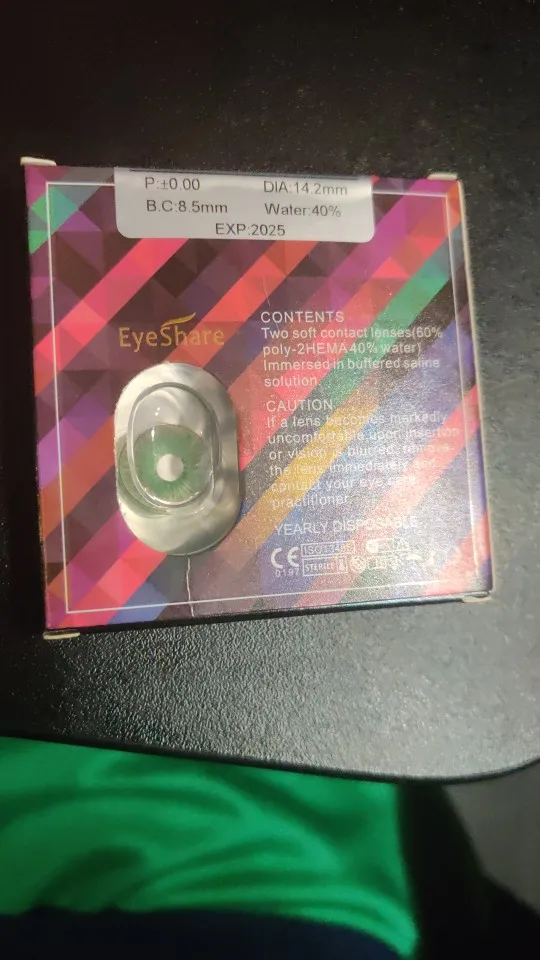 P:±0.00 DIA:14.2mm
B.C:8.5mm Water:40%
EXP:2025
EyeShare
CONTENTS
Two soft contact lenses(60%
poly-2HEMA40% water)
Immersed in buffered saline
solution.
CAUTION
If a lens becomes markedly
uncomfortable upon insertion
or vision is blurred, remove
the lens immediately and
contact your eye care
practitioner.
YEARLY DISPOSABLE
CE
0197
STERILE